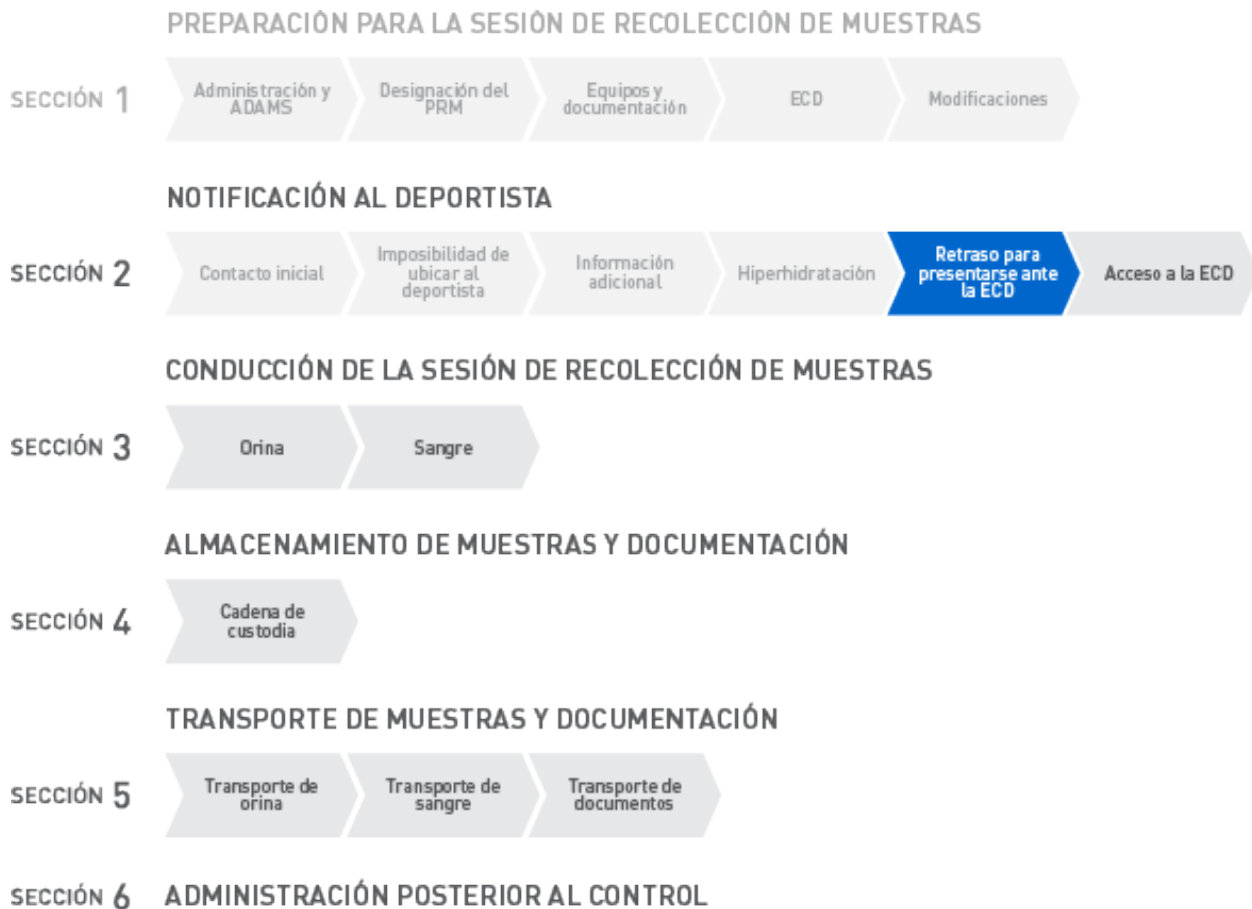 PREPARACIÓN PARA LA SESIÓN DE RECOLECCIÓN DE MUESTRAS
SECCIÓN 1
Administración y
ADAMS
Designación del
PRM
Equipos y
documentación
ECD
Modificaciones
NOTIFICACIÓN AL DEPORTISTA
SECCIÓN 2
Contacto inicial
Imposibilidad de
ubicar al
deportista
Información
adicional
Hiperhidratación
Retraso para
presentarse ante
la ECD
Acceso a la ECD
CONDUCCIÓN DE LA SESIÓN DE RECOLECCIÓN DE MUESTRAS
SECCIÓN 3
Orina
Sangre
ALMACENAMIENTO DE MUESTRAS Y DOCUMENTACIÓN
SECCIÓN 4
Cadena de
custodia
TRANSPORTE DE MUESTRAS Y DOCUMENTACIÓN
SECCIÓN 5
Transporte de
orina
Transporte de
sangre
Transporte de
documentos
SECCIÓN 6 ADMINISTRACIÓN POSTERIOR AL CONTROL